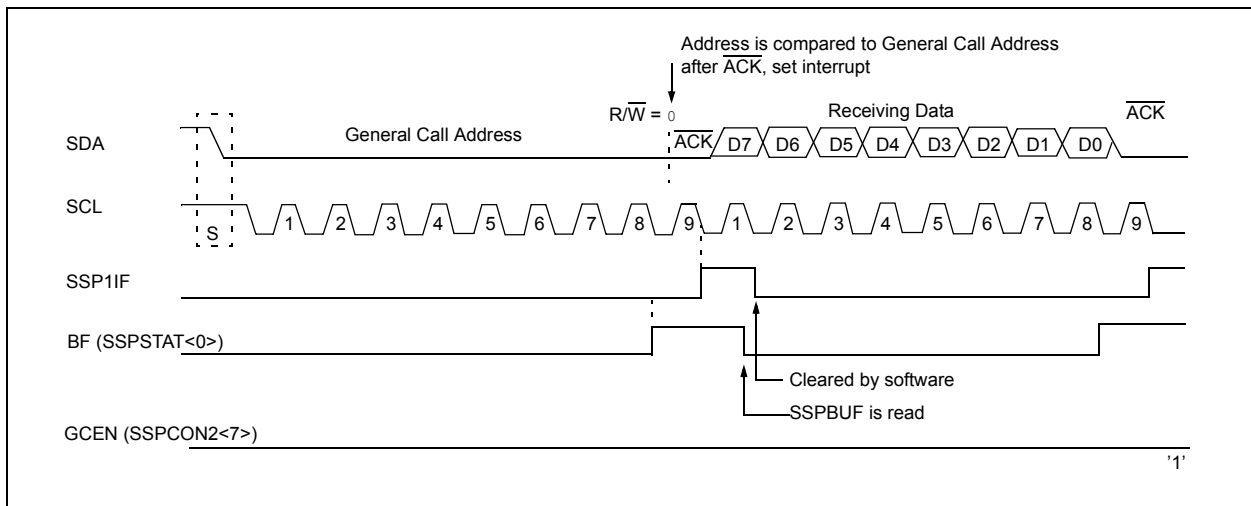 Address is compared to General Call Address
after A̅C̅K̅, set interrupt
R/W̅ = 0
Receiving Data
A̅C̅K̅
SDA
General Call Address
A̅C̅K̅
D7 D6 D5 D4 D3 D2 D1 D0
SCL
S
1 2 3 4 5 6 7 8 9 1 2 3 4 5 6 7 8 9
SSP1IF
BF (SSPSTAT<0>)
Cleared by software
SSPBUF is read
GCEN (SSPCON2<7>)
’1’